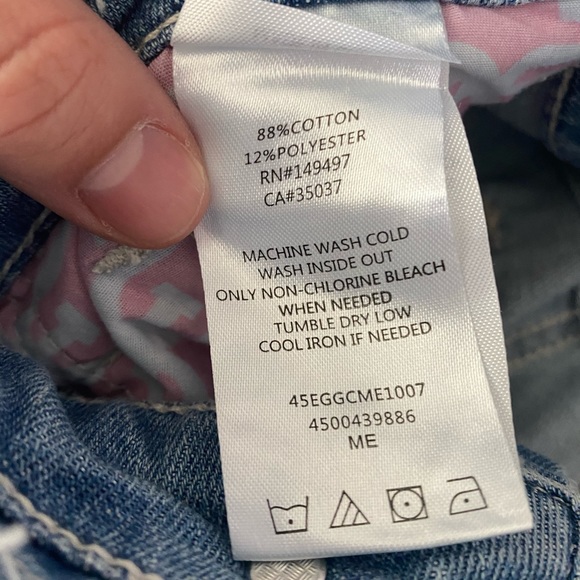 88%COTTON
12%POLYESTER
RN#149497
CA#35037
MACHINE WASH COLD
WASH INSIDE OUT
ONLY NON-CHLORINE BLEACH
WHEN NEEDED
TUMBLE DRY LOW
COOL IRON IF NEEDED
45EGGCME1007
4500439886
ME